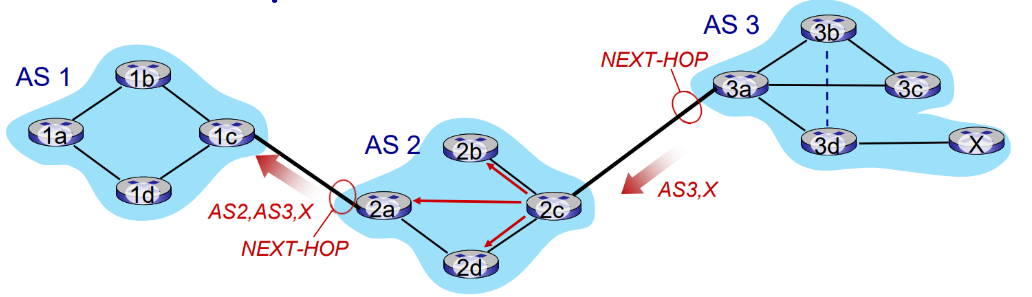 AS 3
3b
NEXT-HOP
AS 1
1b
3a
3c
1a
1c
AS 2
2b
3d
X
1d
AS3,X
AS2,AS3,X
2a
2c
NEXT-HOP
2d